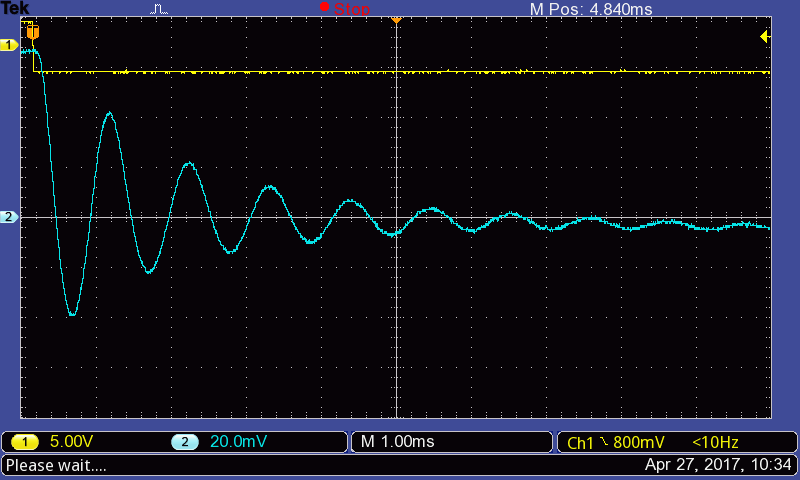 Tek Stop M Pos: 4.840ms
1
2
1 5.00V 2 20.0mV M 1.00ms Ch1 \ 800mV <10Hz
Please wait.... Apr 27, 2017, 10:34